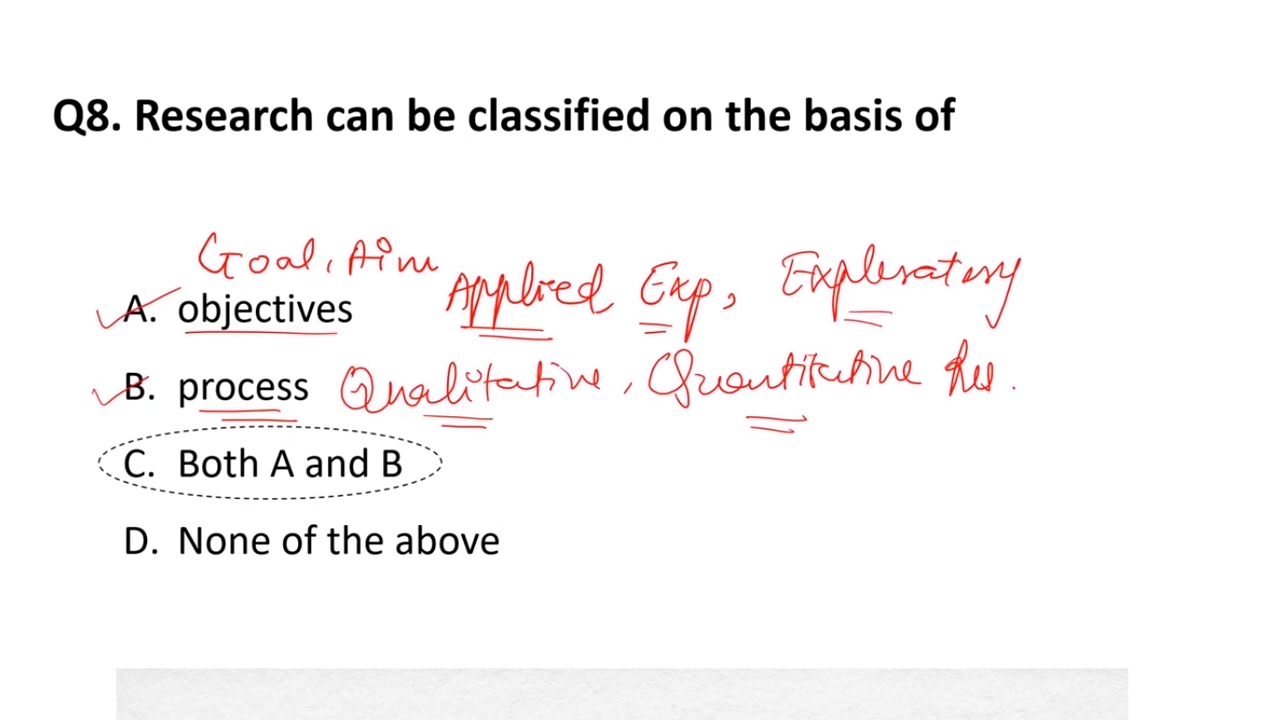 Q8. Research can be classified on the basis of
Goal, Aim
A. objectives Applied Exp, Exploratory
B. process Qualitative, Quantitative Res.
C. Both A and B
D. None of the above